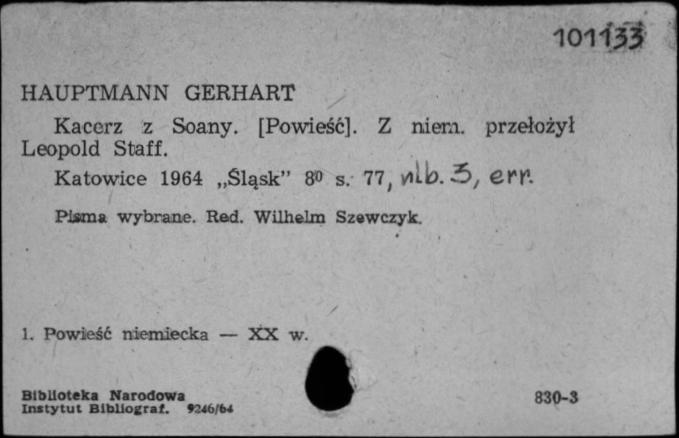 101133
HAUPTMANN GERHART
Kacerz z Soany. [Powieść]. Z niem. przełożył
Leopold Staff.
Katowice 1964 „Śląsk” 8⁰ s. 77, nlb. 3, err.
Pisma wybrane. Red. Wilhelm Szewczyk.
1. Powieść niemiecka — XX w.
Biblioteka Narodowa
Instytut Bibliograf. 9246/64
830-3